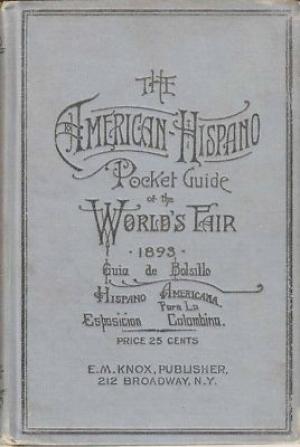 THE
AMERICAN-HISPANO
Pocket Guide
of the
WORLD'S FAIR
· 1893 ·
Guia de Bolsillo
HISPANO AMERICANA
Para La
Esposicion Colombina.
PRICE 25 CENTS
E.M. KNOX, PUBLISHER,
212 BROADWAY, N.Y.